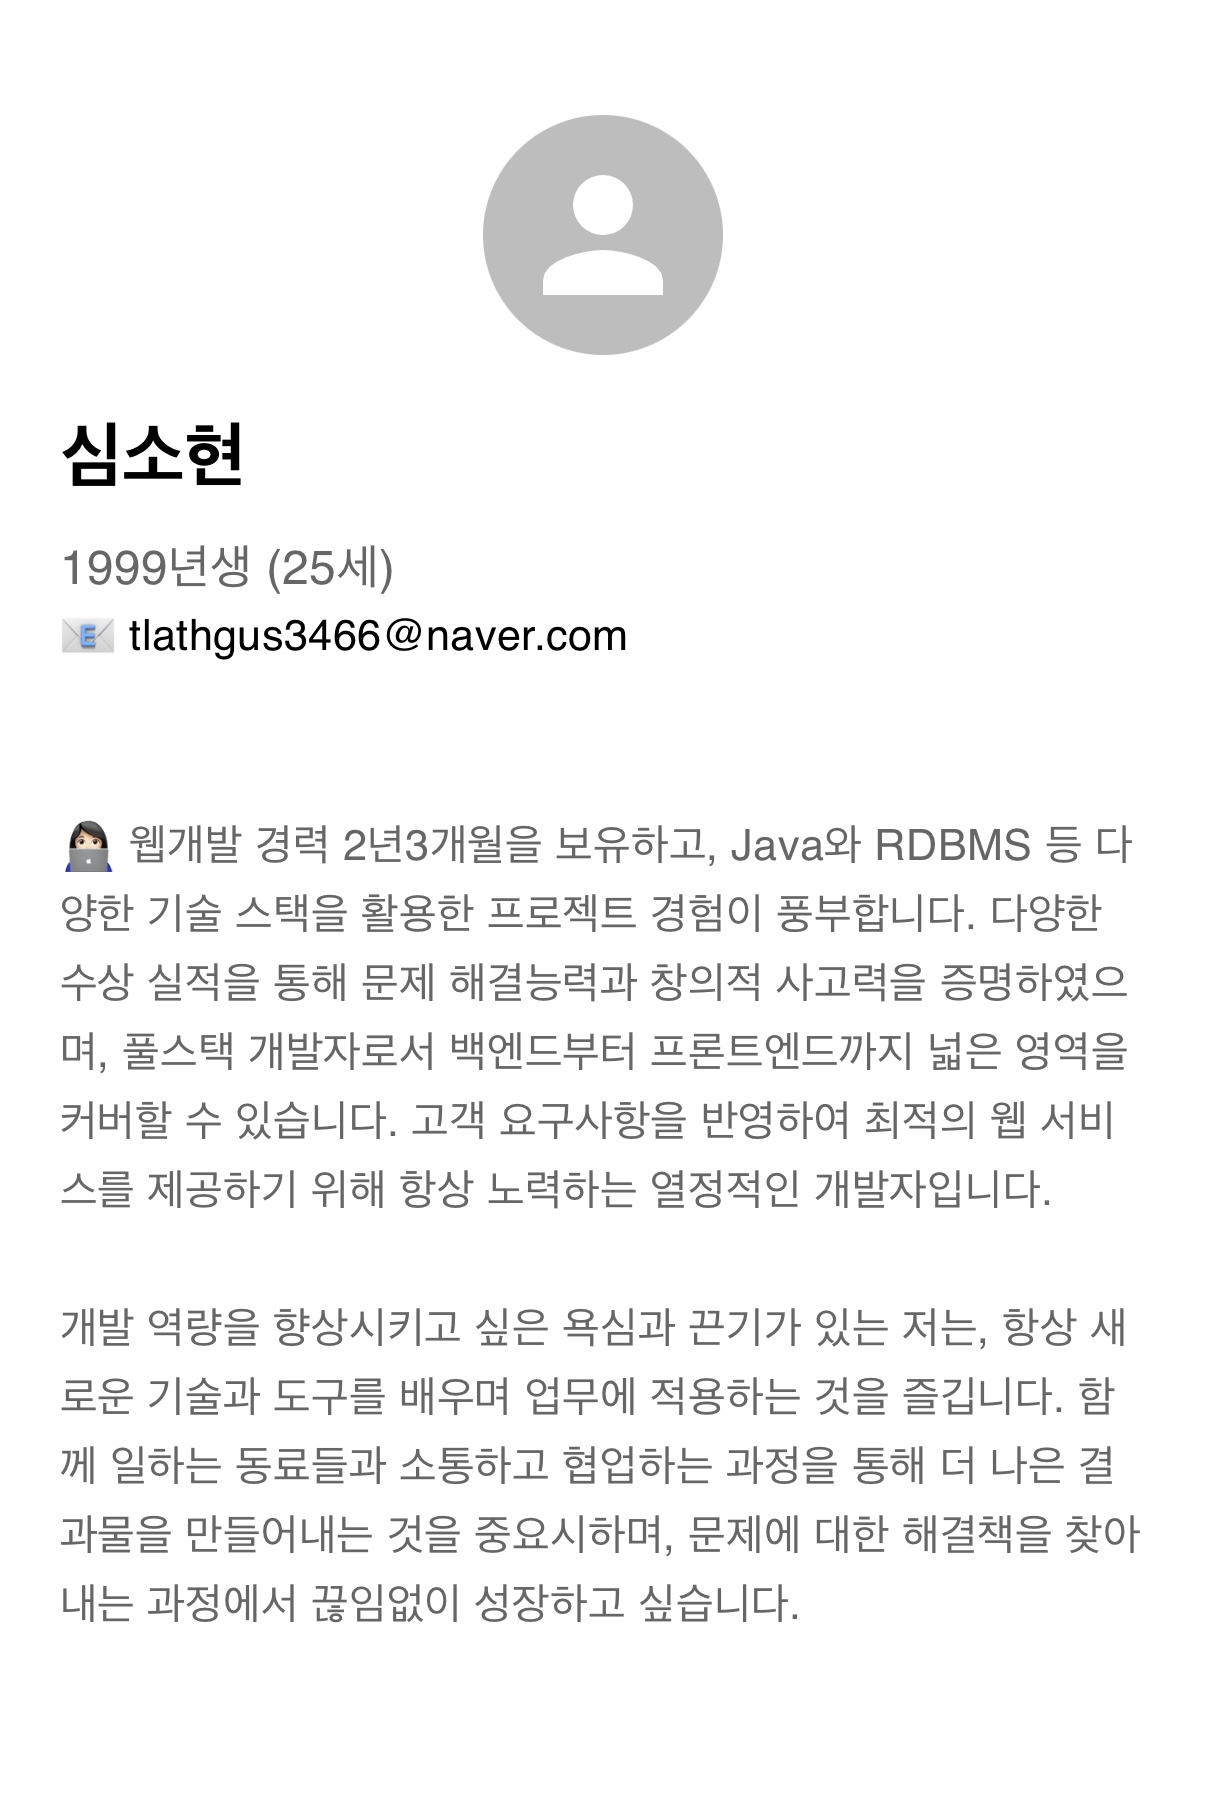 심소현
1999년생 (25세)
📧 tlathgus3466@naver.com
👩🏻‍💻 웹개발 경력 2년3개월을 보유하고, Java와 RDBMS 등 다
양한 기술 스택을 활용한 프로젝트 경험이 풍부합니다. 다양한
수상 실적을 통해 문제 해결능력과 창의적 사고력을 증명하였으
며, 풀스택 개발자로서 백엔드부터 프론트엔드까지 넓은 영역을
커버할 수 있습니다. 고객 요구사항을 반영하여 최적의 웹 서비
스를 제공하기 위해 항상 노력하는 열정적인 개발자입니다.
개발 역량을 향상시키고 싶은 욕심과 끈기가 있는 저는, 항상 새
로운 기술과 도구를 배우며 업무에 적용하는 것을 즐깁니다. 함
께 일하는 동료들과 소통하고 협업하는 과정을 통해 더 나은 결
과물을 만들어내는 것을 중요시하며, 문제에 대한 해결책을 찾아
내는 과정에서 끊임없이 성장하고 싶습니다.